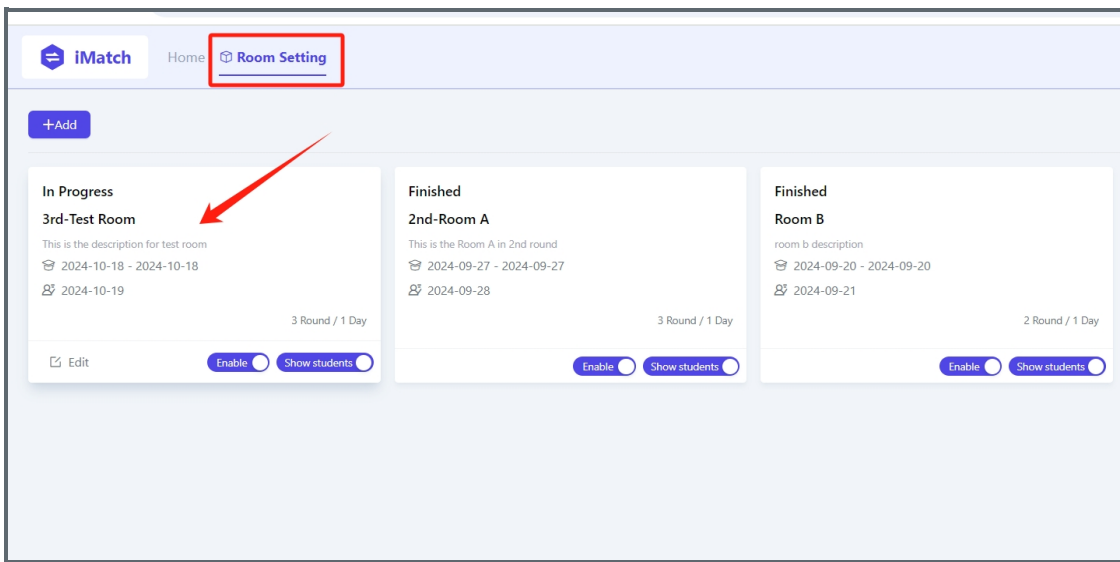 iMatch
Home Room Setting
+Add
In Progress
3rd-Test Room
This is the description for test room
2024-10-18 - 2024-10-18
2024-10-19
3 Round / 1 Day
Edit Enable Show students
Finished
2nd-Room A
This is the Room A in 2nd round
2024-09-27 - 2024-09-27
2024-09-28
3 Round / 1 Day
Enable Show students
Finished
Room B
room b description
2024-09-20 - 2024-09-20
2024-09-21
2 Round / 1 Day
Enable Show students